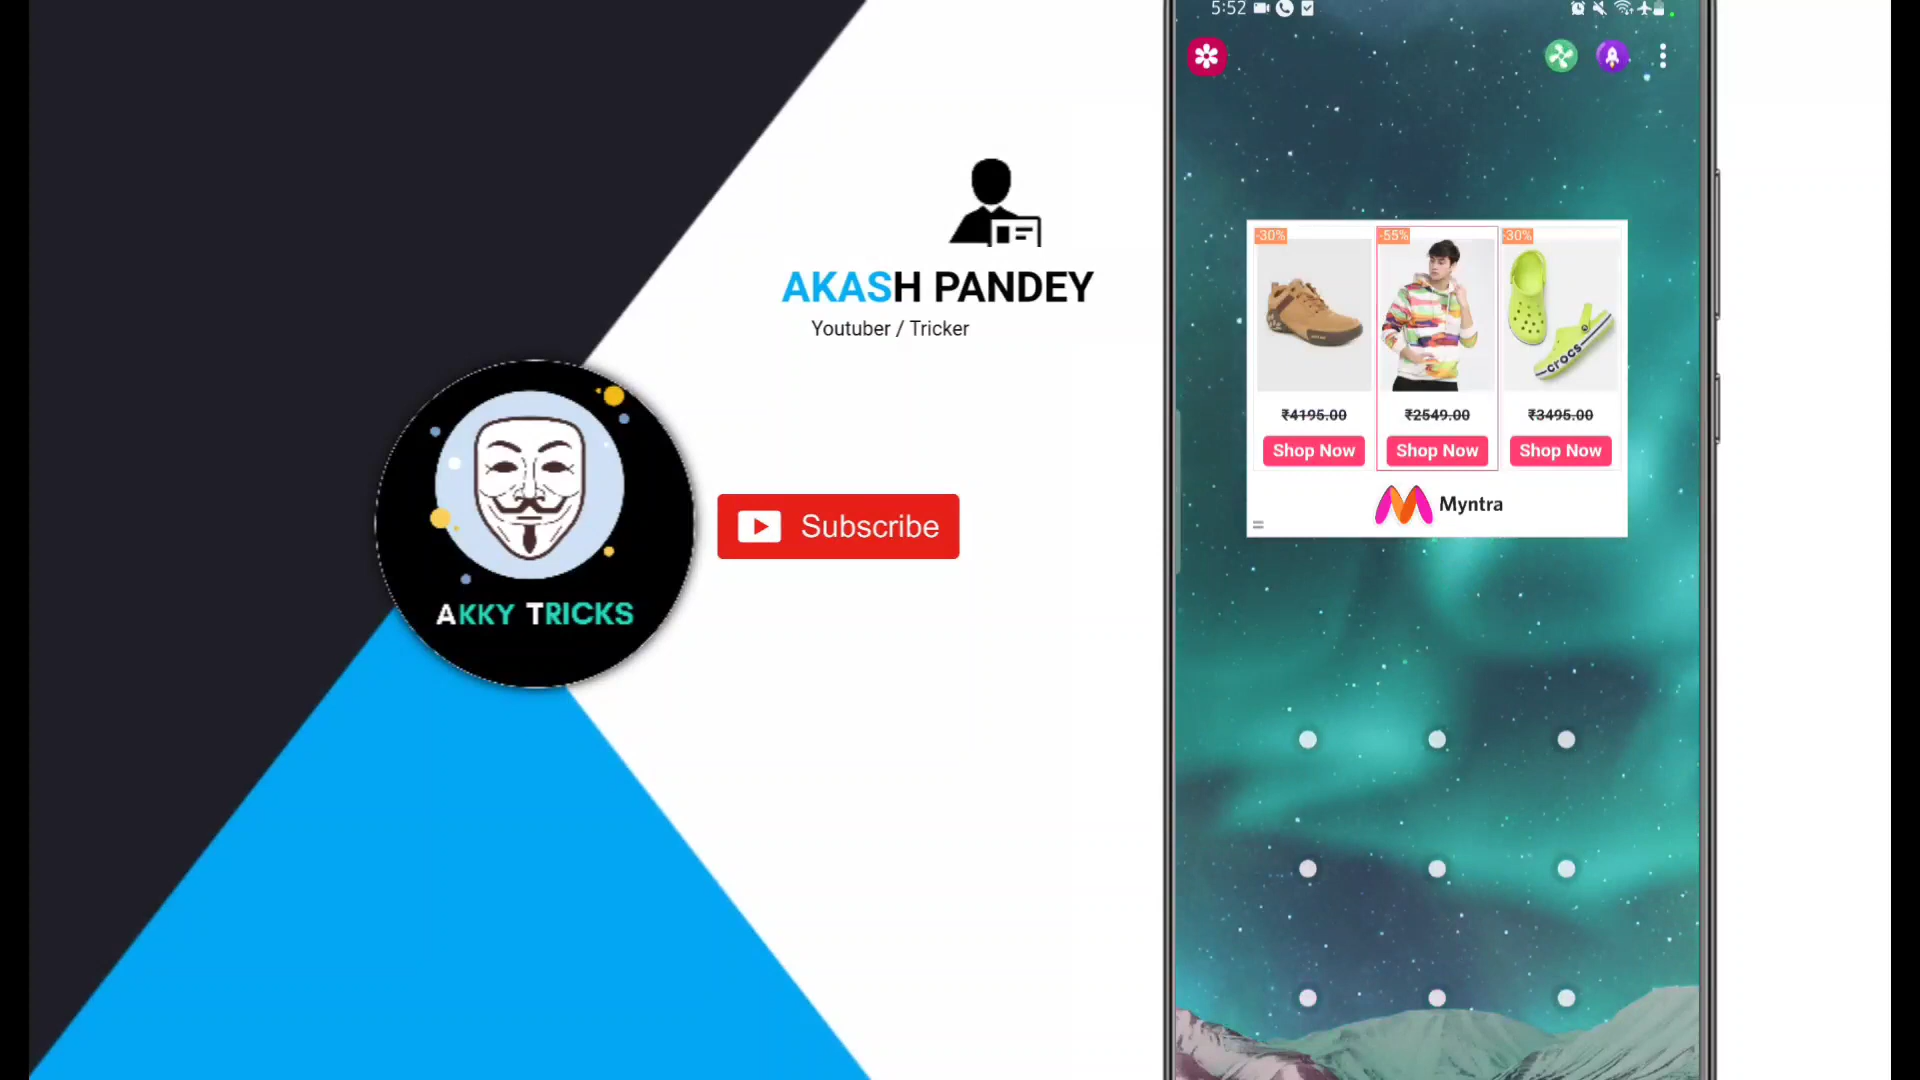 AKASH PANDEY
Youtuber / Tricker
Subscribe
AKKY TRICKS
5:52
-30%
-55%
-30%
crocs
₹4195.00
₹2549.00
₹3495.00
Shop Now
Shop Now
Shop Now
Myntra